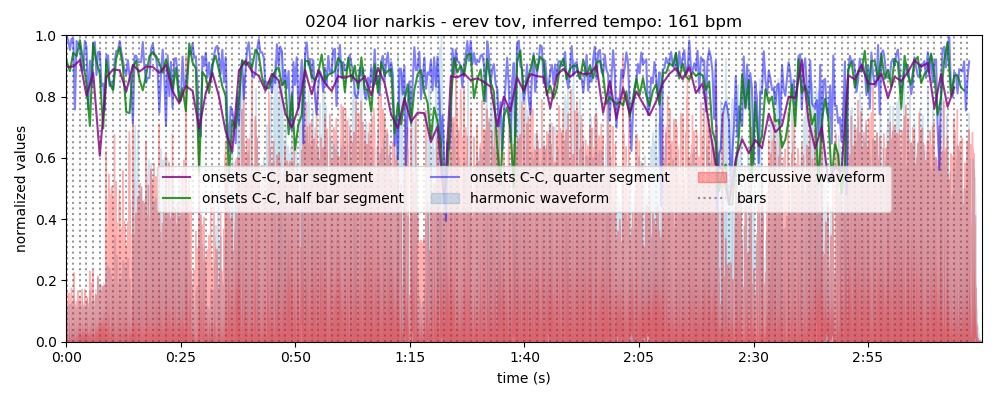 0204 lior narkis - erev tov, inferred tempo: 161 bpm
1.0
0.8
0.6
0.4
0.2
0.0
normalized values
onsets C-C, bar segment
onsets C-C, half bar segment
onsets C-C, quarter segment
harmonic waveform
percussive waveform
bars
0:00 0:25 0:50 1:15 1:40 2:05 2:30 2:55
time (s)